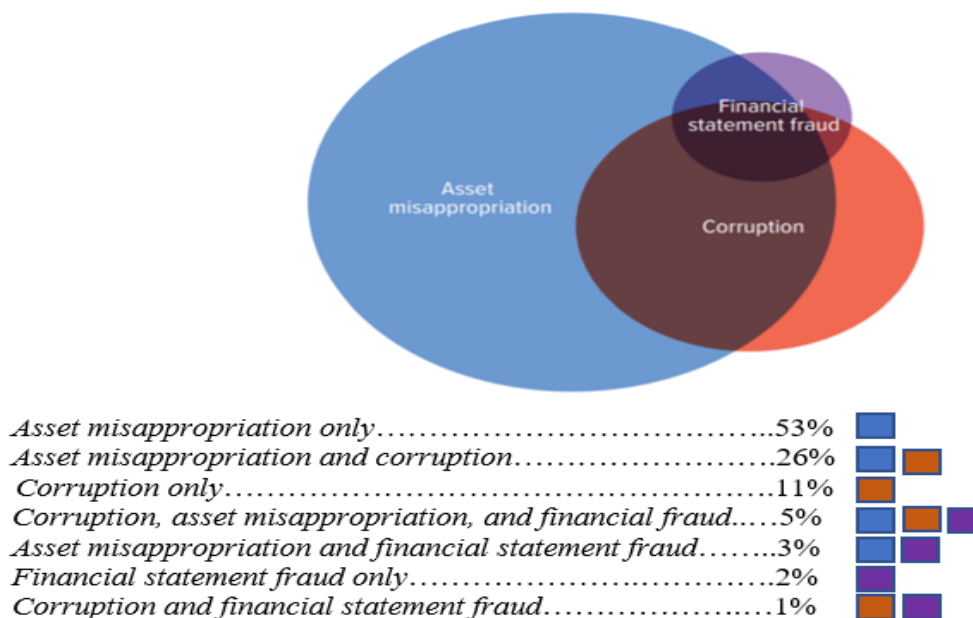 Financial
statement fraud
Asset
misappropriation
Corruption
Asset misappropriation only…………………………………..53%
Asset misappropriation and corruption……………………….26%
Corruption only……………………………………………….11%
Corruption, asset misappropriation, and financial fraud..….5%
Asset misappropriation and financial statement fraud…….3%
Financial statement fraud only………………………………2%
Corruption and financial statement fraud…………………..…1%